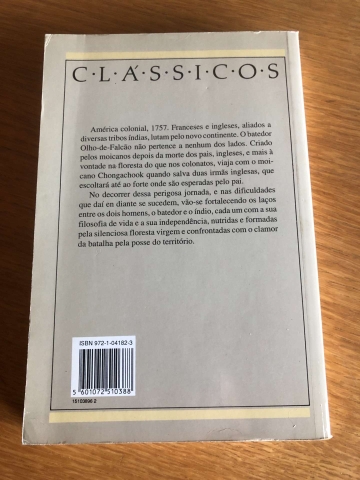 C·L·Á·S·S·I·C·O·S
América colonial, 1757. Franceses e ingleses, aliados a
diversas tribos índias, lutam pelo novo continente. O batedor
Olho-de-Falcão não pertence a nenhum dos lados. Criado
pelos moicanos depois da morte dos pais, ingleses, e mais à
vontade na floresta do que nos colonatos, viaja com o moi-
cano Chongachook quando salva duas irmãs inglesas, que
escoltará até ao forte onde são esperadas pelo pai.
No decorrer dessa perigosa jornada, e nas dificuldades
que daí em diante se sucedem, vão-se fortalecendo os laços
entre os dois homens, o batedor e o índio, cada um com a sua
filosofia de vida e a sua independência, nutridas e formadas
pela silenciosa floresta virgem e confrontadas com o clamor
da batalha pela posse do território.
ISBN 972-1-04182-3
5 601072 510388